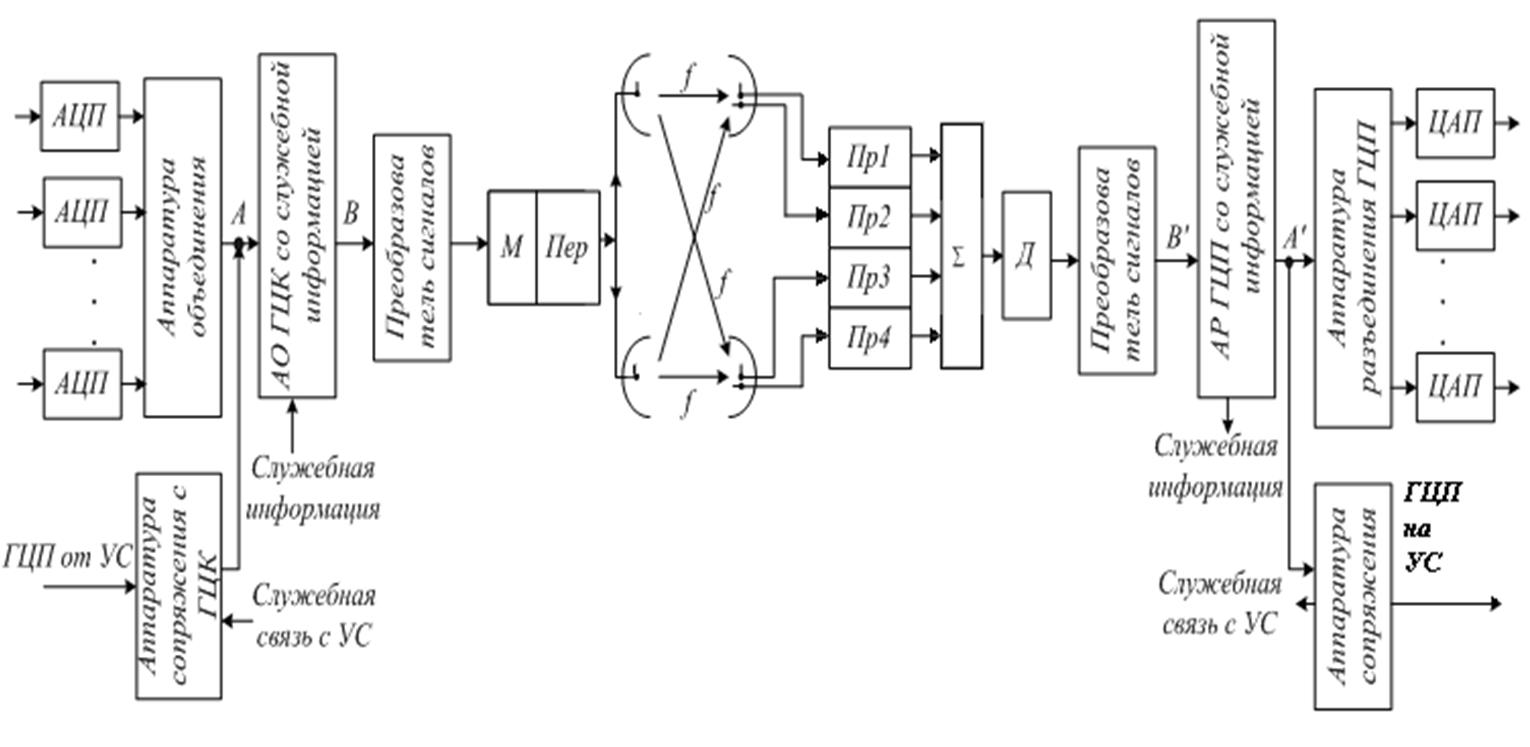 АЦП
АЦП
АЦП
Аппаратура
объединения
А
АО ГЦК со служебной
информацией
В
Преобразова
тель сигналов
М
Пер
f
f
f
f
Пр1
Пр2
Пр3
Пр4
Σ
Д
Преобразова
тель сигналов
В'
АР ГЦП со служебной
информацией
А'
Аппаратура
разъединения ГЦП
ЦАП
ЦАП
ЦАП
Служебная
информация
ГЦП от УС
Аппаратура
сопряжения с
ГЦК
Служебная
связь с УС
Служебная
информация
Служебная
связь с УС
Аппаратура
сопряжения
ГЦП
на
УС